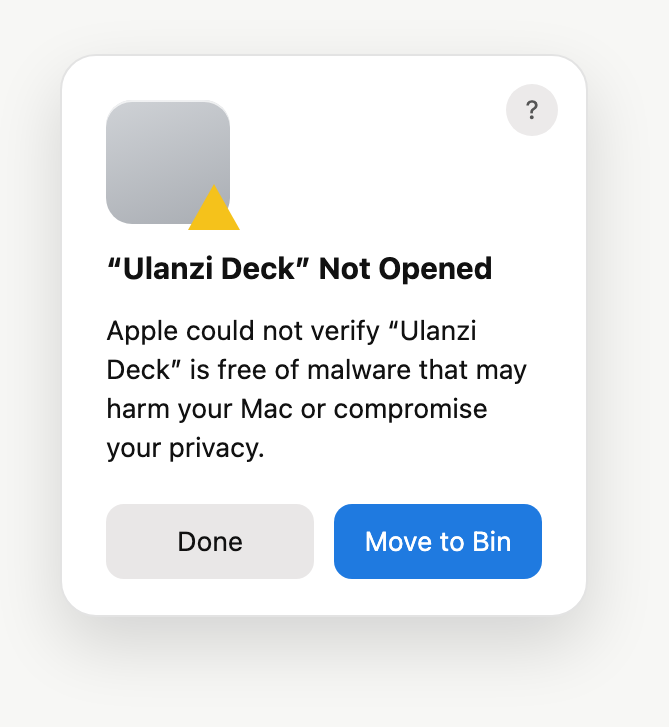 ?
“Ulanzi Deck” Not Opened
Apple could not verify “Ulanzi
Deck” is free of malware that may
harm your Mac or compromise
your privacy.
Done
Move to Bin